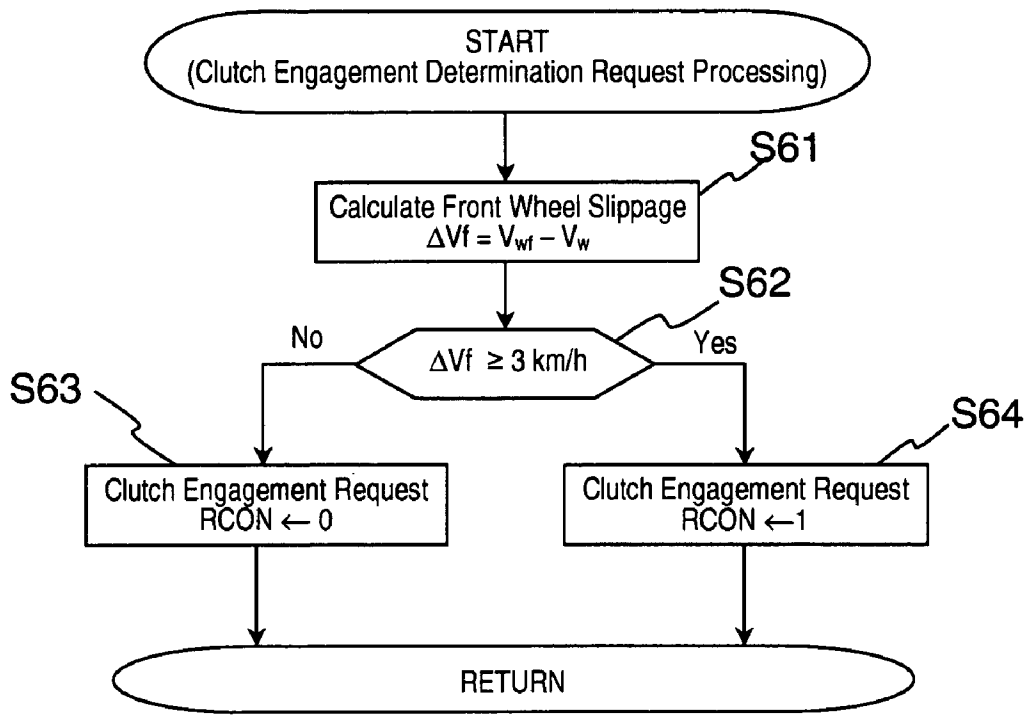 START
(Clutch Engagement Determination Request Processing)
S61
Calculate Front Wheel Slippage
ΔVf = Vwf – Vw
S62
No
ΔVf ≥ 3 km/h
Yes
S63
S64
Clutch Engagement Request
RCON ← 0
Clutch Engagement Request
RCON ←1
RETURN